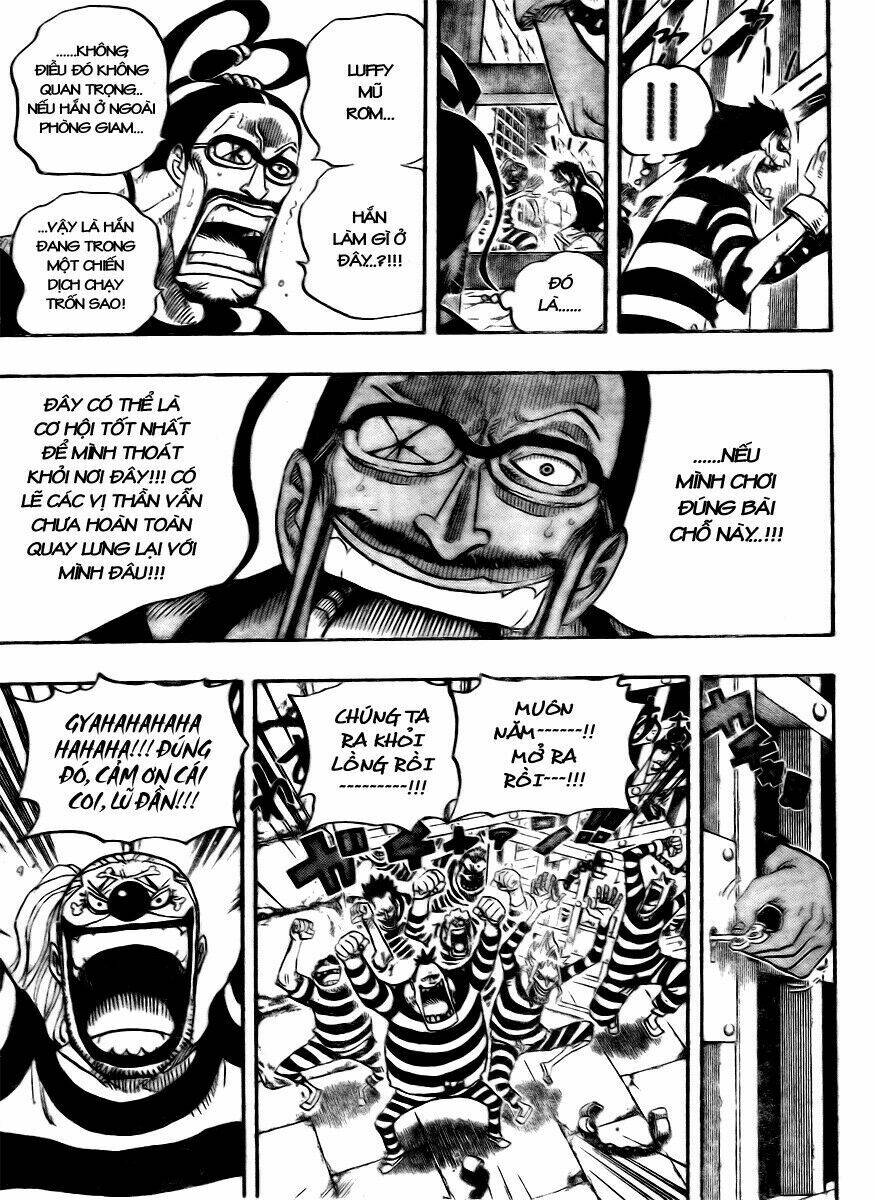 !!
ĐÓ
LÀ......
LUFFY
MŨ
RƠM...
HẮN
LÀM GÌ Ở
ĐÂY..?!!!
......KHÔNG
ĐIỀU ĐÓ KHÔNG
QUAN TRỌNG..
NẾU HẮN Ở NGOÀI
PHÒNG GIAM...
...VẬY LÀ HẮN
ĐANG TRONG
MỘT CHIẾN
DỊCH CHẠY
TRỐN SAO!
......NẾU
MÌNH CHƠI
ĐÚNG BÀI
CHỖ NÀY..!!!
ĐÂY CÓ THỂ LÀ
CƠ HỘI TỐT NHẤT
ĐỂ MÌNH THOÁT
KHỎI NƠI ĐÂY!!! CÓ
LẼ CÁC VỊ THẦN VẪN
CHƯA HOÀN TOÀN
QUAY LƯNG LẠI VỚI
MÌNH ĐÂU!!!
MUÔN
NĂM------!!
MỞ RA
RỒI---!!!
CHÚNG TA
RA KHỎI
LỒNG RỒI
---------!!!
GYAHAHAHAHA
HAHAHA!!! ĐÚNG
ĐÓ, CẢM ƠN CÁI
COI, LŨ ĐẦN!!!